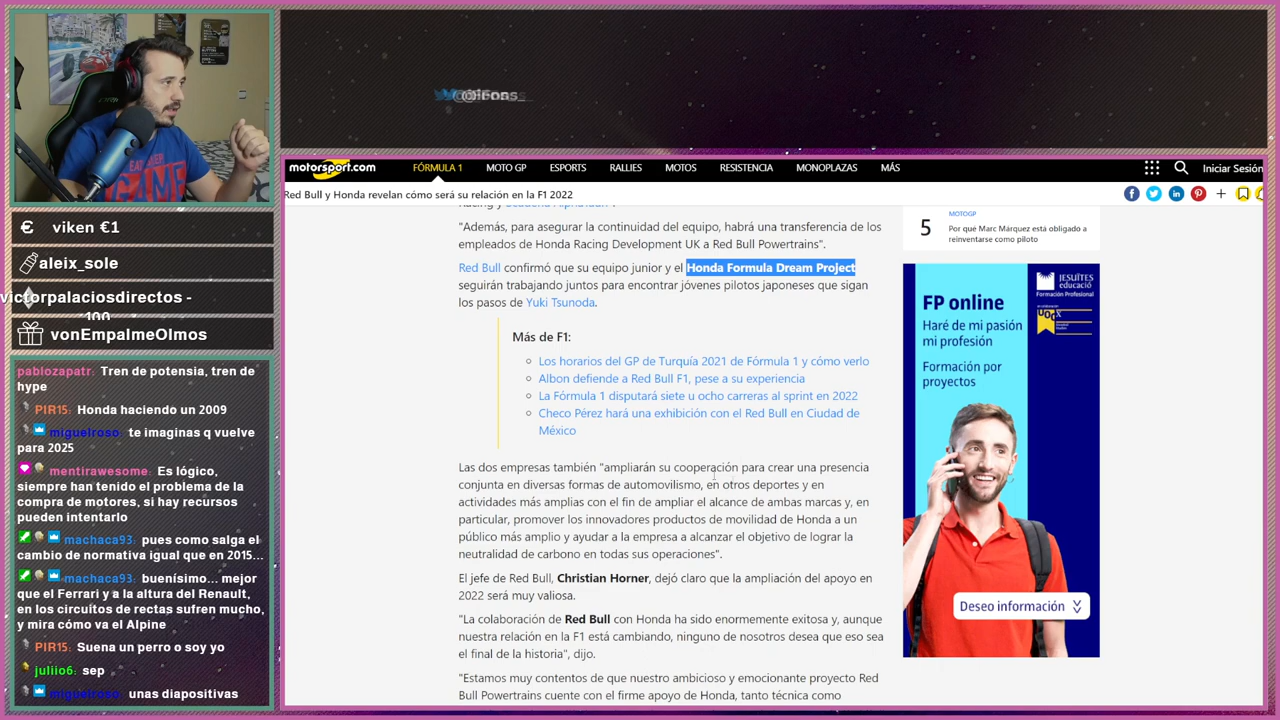 € viken €1
aleix_sole
victorpalaciosdirectos -
100
vonEmpalmeOlmos
pablozapatr: Tren de potensia, tren de
hype
PIR15: Honda haciendo un 2009
miguelroso: te imaginas q vuelve
para 2025
mentirawesome: Es lógico,
siempre han tenido el problema de la
compra de motores, si hay recursos
pueden intentarlo
machaca93: pues como salga el
cambio de normativa igual que en 2015...
machaca93: buenísimo... mejor
que el Ferrari y a la altura del Renault,
en los circuitos de rectas sufren mucho,
y mira cómo va el Alpine
PIR15: Suena un perro o soy yo
juliio6: sep
miguelroso: unas diapositivas
motorsport.com
FÓRMULA 1 MOTO GP ESPORTS RALLIES MOTOS RESISTENCIA MONOPLAZAS MÁS
Iniciar Sesión
Red Bull y Honda revelan cómo será su relación en la F1 2022
"Además, para asegurar la continuidad del equipo, habrá una transferencia de los
empleados de Honda Racing Development UK a Red Bull Powertrains".
Red Bull confirmó que su equipo junior y el Honda Formula Dream Project
seguirán trabajando juntos para encontrar jóvenes pilotos japoneses que sigan
los pasos de Yuki Tsunoda.
Más de F1:
Los horarios del GP de Turquía 2021 de Fórmula 1 y cómo verlo
Albon defiende a Red Bull F1, pese a su experiencia
La Fórmula 1 disputará siete u ocho carreras al sprint en 2022
Checo Pérez hará una exhibición con el Red Bull en Ciudad de
México
Las dos empresas también "ampliarán su cooperación para crear una presencia
conjunta en diversas formas de automovilismo, en otros deportes y en
actividades más amplias con el fin de ampliar el alcance de ambas marcas y, en
particular, promover los innovadores productos de movilidad de Honda a un
público más amplio y ayudar a la empresa a alcanzar el objetivo de lograr la
neutralidad de carbono en todas sus operaciones".
El jefe de Red Bull, Christian Horner, dejó claro que la ampliación del apoyo en
2022 será muy valiosa.
"La colaboración de Red Bull con Honda ha sido enormemente exitosa y, aunque
nuestra relación en la F1 está cambiando, ninguno de nosotros desea que eso sea
el final de la historia", dijo.
"Estamos muy contentos de que nuestro ambicioso y emocionante proyecto Red
Bull Powertrains cuente con el firme apoyo de Honda, tanto técnica como
5
MOTOGP
Por qué Marc Márquez está obligado a
reinventarse como piloto
JESUÏTES
educació
Formación Profesional
UOC
FP online
Haré de mi pasión
mi profesión
Formación por
proyectos
Deseo información